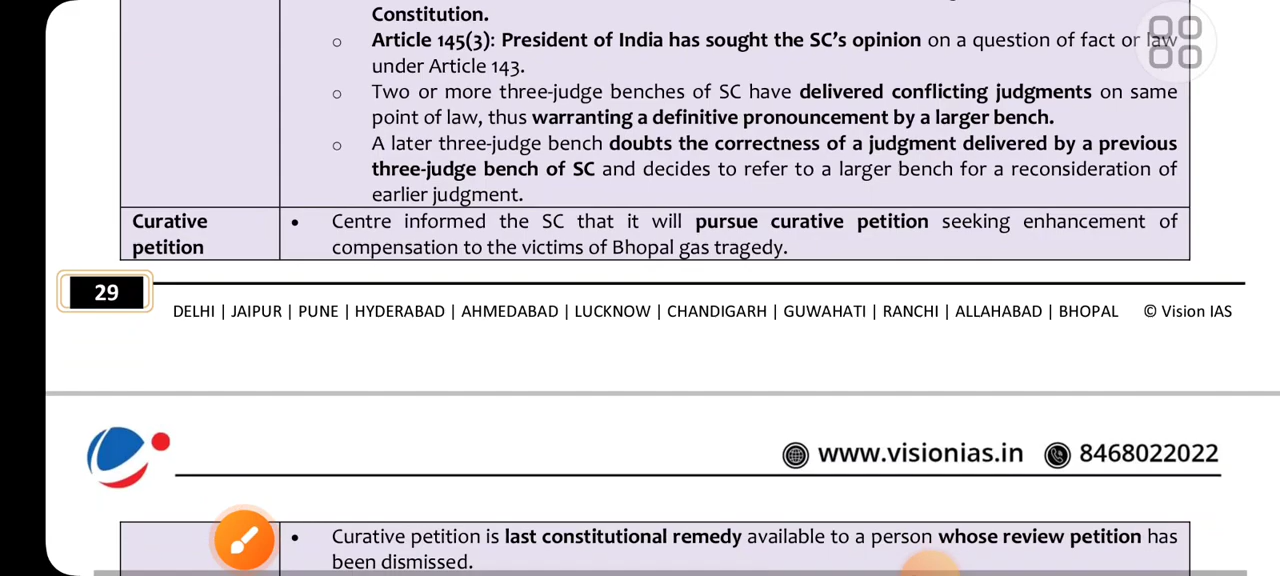 Constitution.
o Article 145(3): President of India has sought the SC’s opinion on a question of fact or law
under Article 143.
o Two or more three-judge benches of SC have delivered conflicting judgments on same
point of law, thus warranting a definitive pronouncement by a larger bench.
o A later three-judge bench doubts the correctness of a judgment delivered by a previous
three-judge bench of SC and decides to refer to a larger bench for a reconsideration of
earlier judgment.
Curative
petition
• Centre informed the SC that it will pursue curative petition seeking enhancement of
compensation to the victims of Bhopal gas tragedy.
29
DELHI | JAIPUR | PUNE | HYDERABAD | AHMEDABAD | LUCKNOW | CHANDIGARH | GUWAHATI | RANCHI | ALLAHABAD | BHOPAL © Vision IAS
www.visionias.in 8468022022
• Curative petition is last constitutional remedy available to a person whose review petition has
been dismissed.